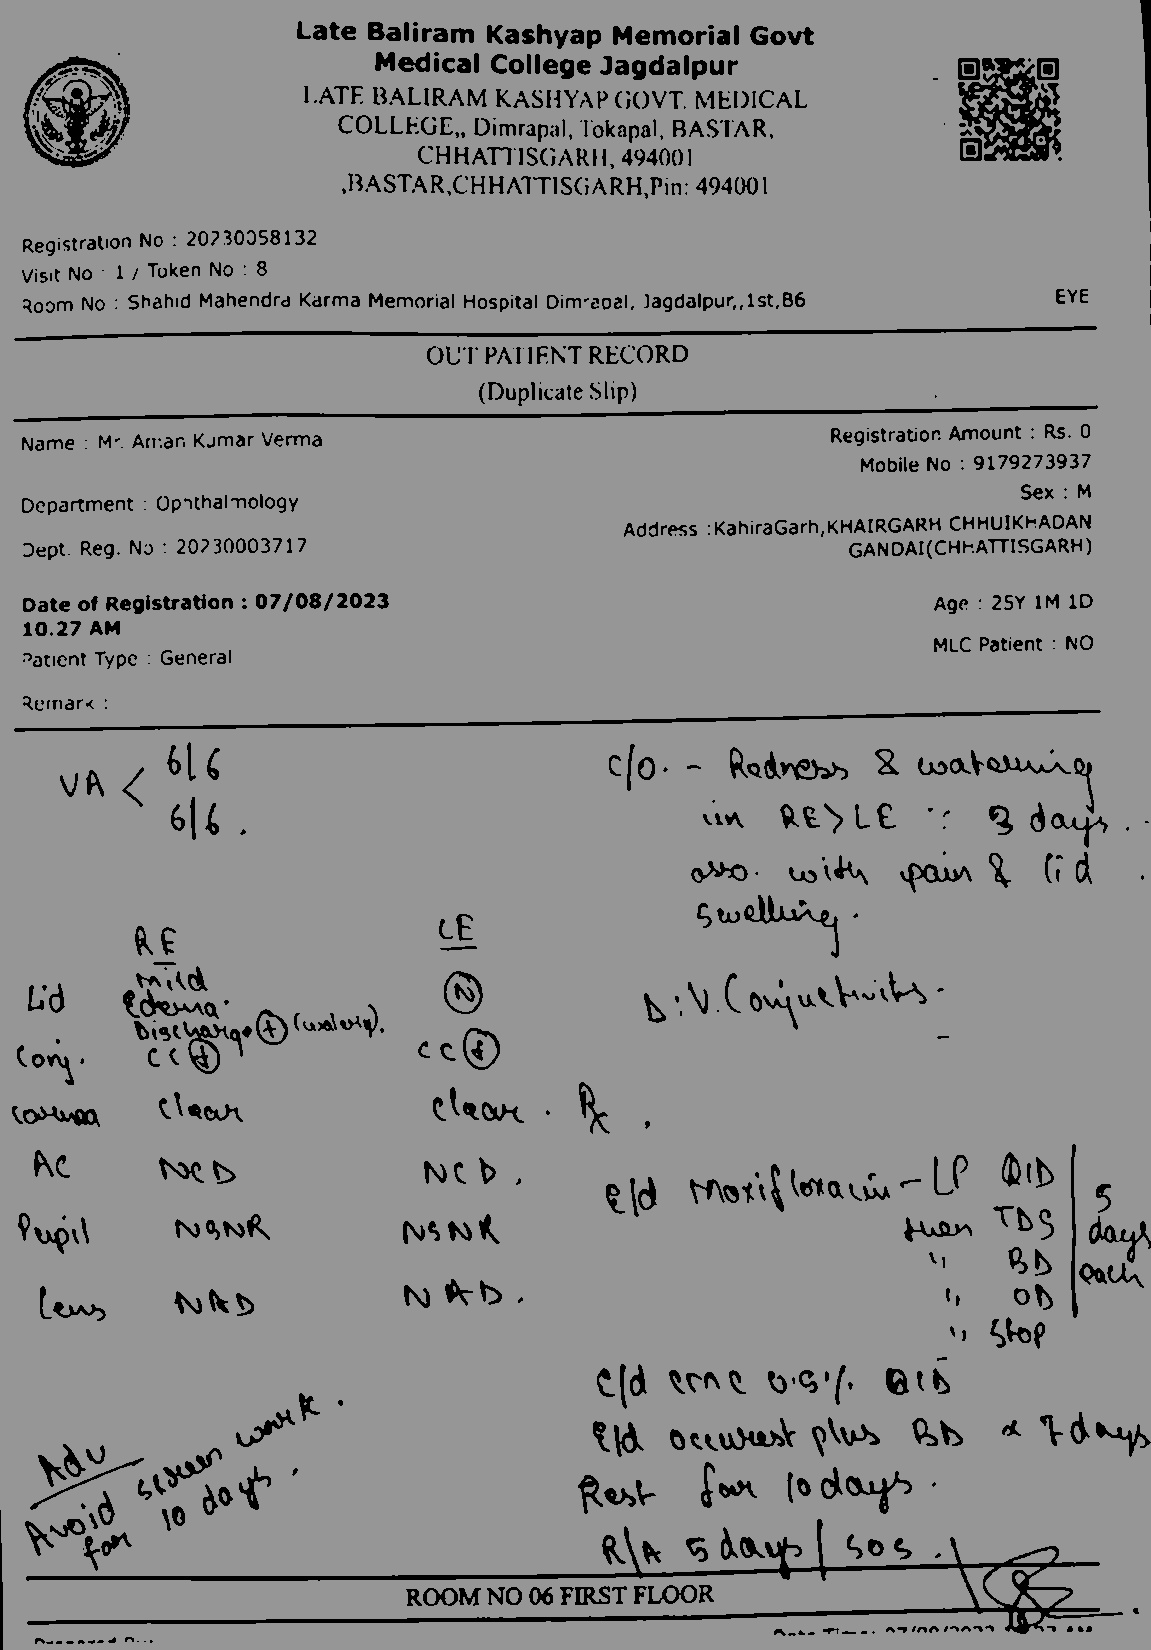 Late Baliram Kashyap Memorial Govt
Medical College Jagdalpur
LATE BALIRAM KASHYAP GOVT. MEDICAL
COLLEGE,, Dimrapal, Tokapal, BASTAR,
CHHATTISGARH, 494001
,BASTAR,CHHATTISGARH,Pin: 494001
Registration No : 20230058132
Visit No : 1 / Token No : 8
Room No : Shahid Mahendra Karma Memorial Hospital Dimrapal, Jagdalpur,,1st,B6
EYE
OUT PATIENT RECORD
(Duplicate Slip)
Name : Mr. Aman Kumar Verma
Registration Amount : Rs. 0
Mobile No : 9179273937
Sex : M
Department : Ophthalmology
Address :KahiraGarh,KHAIRGARH CHHUIKHADAN
GANDAI(CHHATTISGARH)
Dept. Reg. No : 20230003717
Date of Registration : 07/08/2023
10.27 AM
Age : 25Y 1M 1D
Patient Type : General
MLC Patient : NO
Remark :
VA < 6/6
6/6 .
C/O. - Redness & watering
in RE>LE ∵ 3 days .
asso. with pain & lid
swelling.
RE LE
Lid mild Edema. N
Discharge + (watery).
Conj. CC + CC +
cornea clear clear .
AC NCD NCD .
Pupil NSNR NSNR
Lens NAD NAD .
D : V. Conjuctivitis -
Rx .
E/d Moxifloxacin - LP QID
then TDS
" BD
" OD
" Stop
5 days each
E/d CMC 0.5% QID
E/d occurest plus BD x 7 days
Rest for 10 days .
R/A 5 days / SOS .
Adv
Avoid screen work .
for 10 days .
ROOM NO 06 FIRST FLOOR